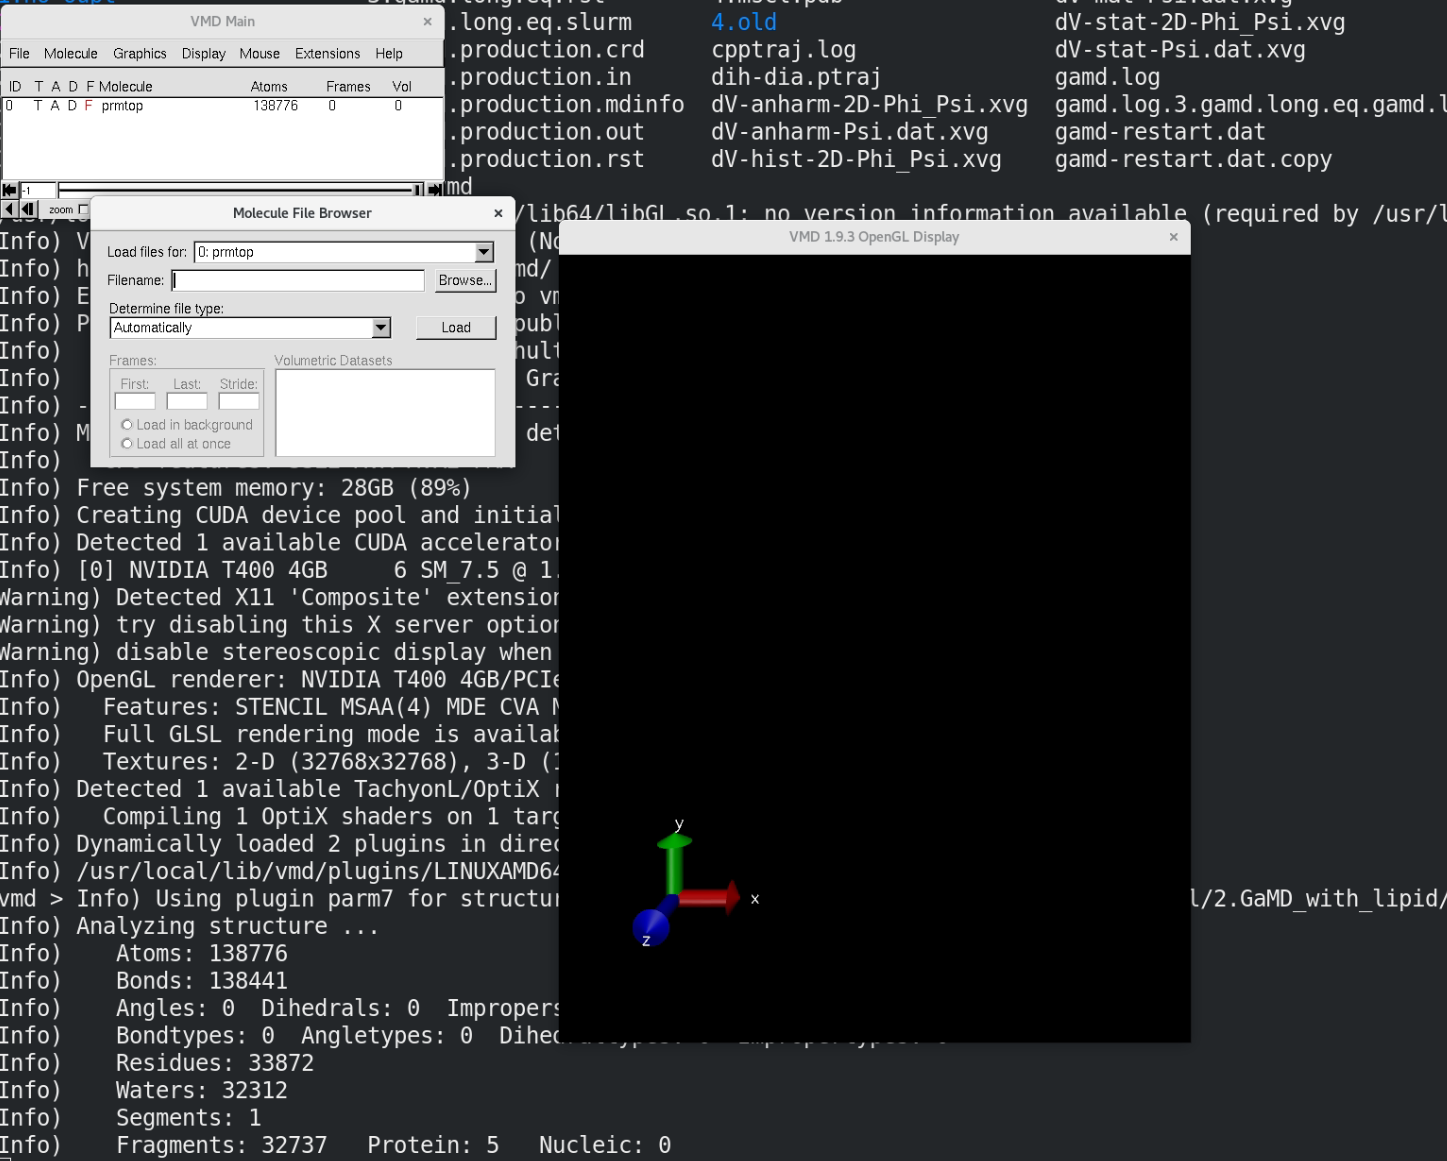 VMD Main
File Molecule Graphics Display Mouse Extensions Help
ID T A D F Molecule Atoms Frames Vol
0 T A D F prmtop 138776 0 0
-1
zoom
.long.eq.slurm 4.old dV-stat-2D-Phi_Psi.xvg
.production.crd cpptraj.log dV-stat-Psi.dat.xvg
.production.in dih-dia.ptraj gamd.log
.production.mdinfo dV-anharm-2D-Phi_Psi.xvg gamd.log.3.gamd.long.eq.gamd.l
.production.out dV-anharm-Psi.dat.xvg gamd-restart.dat
.production.rst dV-hist-2D-Phi_Psi.xvg gamd-restart.dat.copy
md
/lib64/libGL.so.1: no version information available (required by /usr/l
Molecule File Browser
Load files for: 0: prmtop
Filename: Browse...
Determine file type:
Automatically Load
Frames: Volumetric Datasets
First: Last: Stride:
Load in background
Load all at once
VMD 1.9.3 OpenGL Display
y
x
z
Info) V (No
Info) h md/
Info) E vm
Info) P publ
Info) hult
Info) Gra
Info) - ----
Info) M det
Info)
Info) Free system memory: 28GB (89%)
Info) Creating CUDA device pool and initial
Info) Detected 1 available CUDA accelerator
Info) [0] NVIDIA T400 4GB 6 SM_7.5 @ 1.
Warning) Detected X11 'Composite' extension
Warning) try disabling this X server option
Warning) disable stereoscopic display when
Info) OpenGL renderer: NVIDIA T400 4GB/PCIe
Info) Features: STENCIL MSAA(4) MDE CVA
Info) Full GLSL rendering mode is availab
Info) Textures: 2-D (32768x32768), 3-D (
Info) Detected 1 available TachyonL/OptiX
Info) Compiling 1 OptiX shaders on 1 targ
Info) Dynamically loaded 2 plugins in direc
Info) /usr/local/lib/vmd/plugins/LINUXAMD64
vmd > Info) Using plugin parm7 for structur l/2.GaMD_with_lipid/
Info) Analyzing structure ...
Info) Atoms: 138776
Info) Bonds: 138441
Info) Angles: 0 Dihedrals: 0 Impropers
Info) Bondtypes: 0 Angletypes: 0 Dihedraltypes: 0 Impropertypes: 0
Info) Residues: 33872
Info) Waters: 32312
Info) Segments: 1
Info) Fragments: 32737 Protein: 5 Nucleic: 0